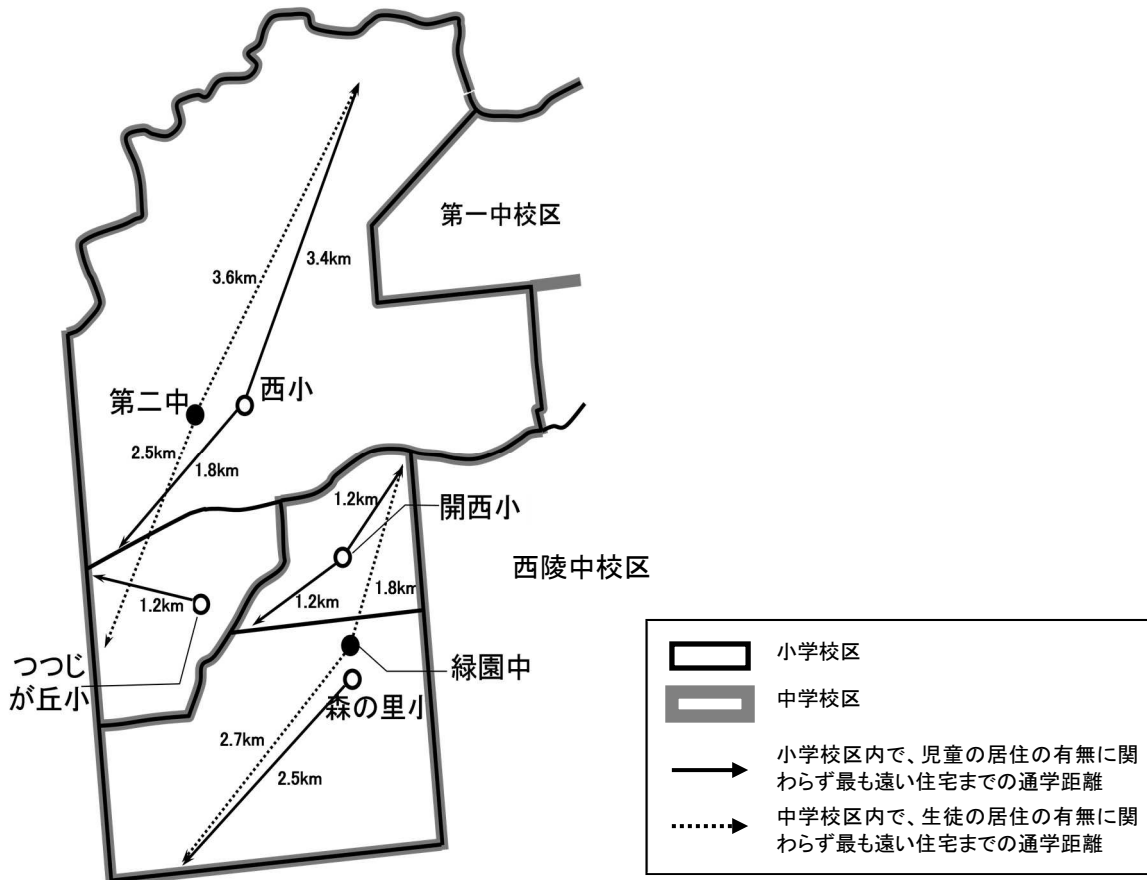 第一中校区
3.4km
3.6km
第二中
西小
2.5km
1.8km
1.2km
開西小
西陵中校区
1.2km
1.2km
1.8km
つつじ
が丘小
緑園中
森の里小
2.7km
2.5km
小学校区
中学校区
小学校区内で、児童の居住の有無に関
わらず最も遠い住宅までの通学距離
中学校区内で、生徒の居住の有無に関
わらず最も遠い住宅までの通学距離